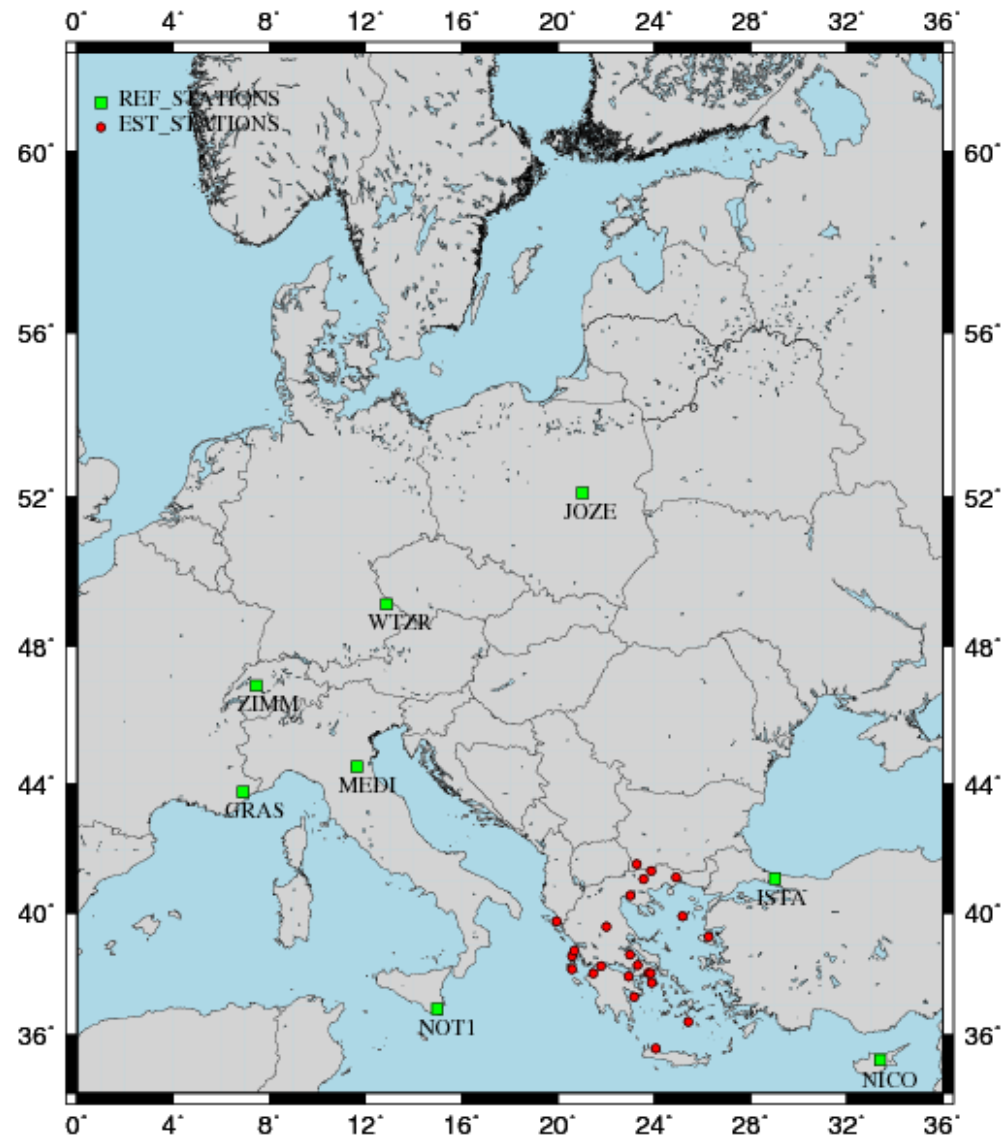 0° 4° 8° 12° 16° 20° 24° 28° 32° 36°
REF_STATIONS
EST_STATIONS
60° 60°
56° 56°
52° 52°
JOZE
WTZR
48° 48°
ZIMM
MEDI
44° 44°
GRAS
ISTA
40° 40°
NOT1
36° 36°
NICO
0° 4° 8° 12° 16° 20° 24° 28° 32° 36°